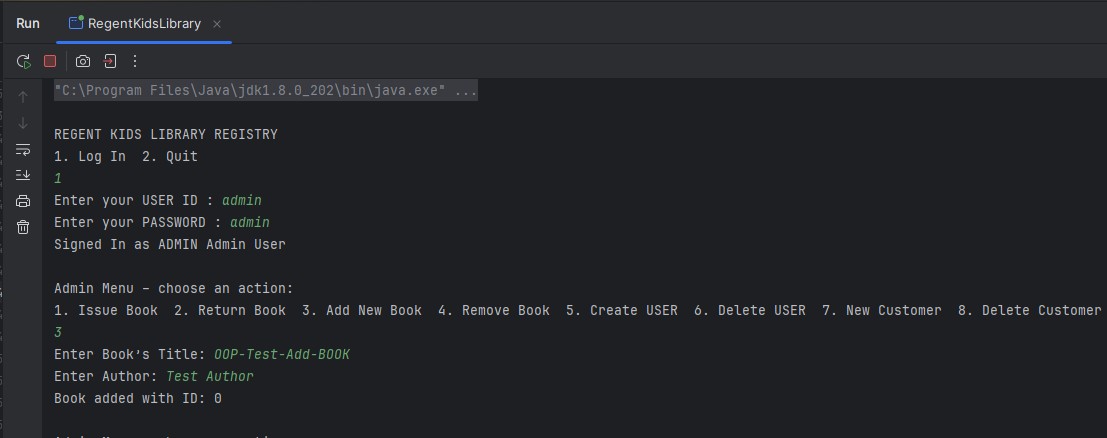 Run RegentKidsLibrary
"C:\Program Files\Java\jdk1.8.0_202\bin\java.exe" ...
REGENT KIDS LIBRARY REGISTRY
1. Log In  2. Quit
1
Enter your USER ID : admin
Enter your PASSWORD : admin
Signed In as ADMIN Admin User
Admin Menu – choose an action:
1. Issue Book  2. Return Book  3. Add New Book  4. Remove Book  5. Create USER  6. Delete USER  7. New Customer  8. Delete Customer
3
Enter Book’s Title: OOP-Test-Add-BOOK
Enter Author: Test Author
Book added with ID: 0